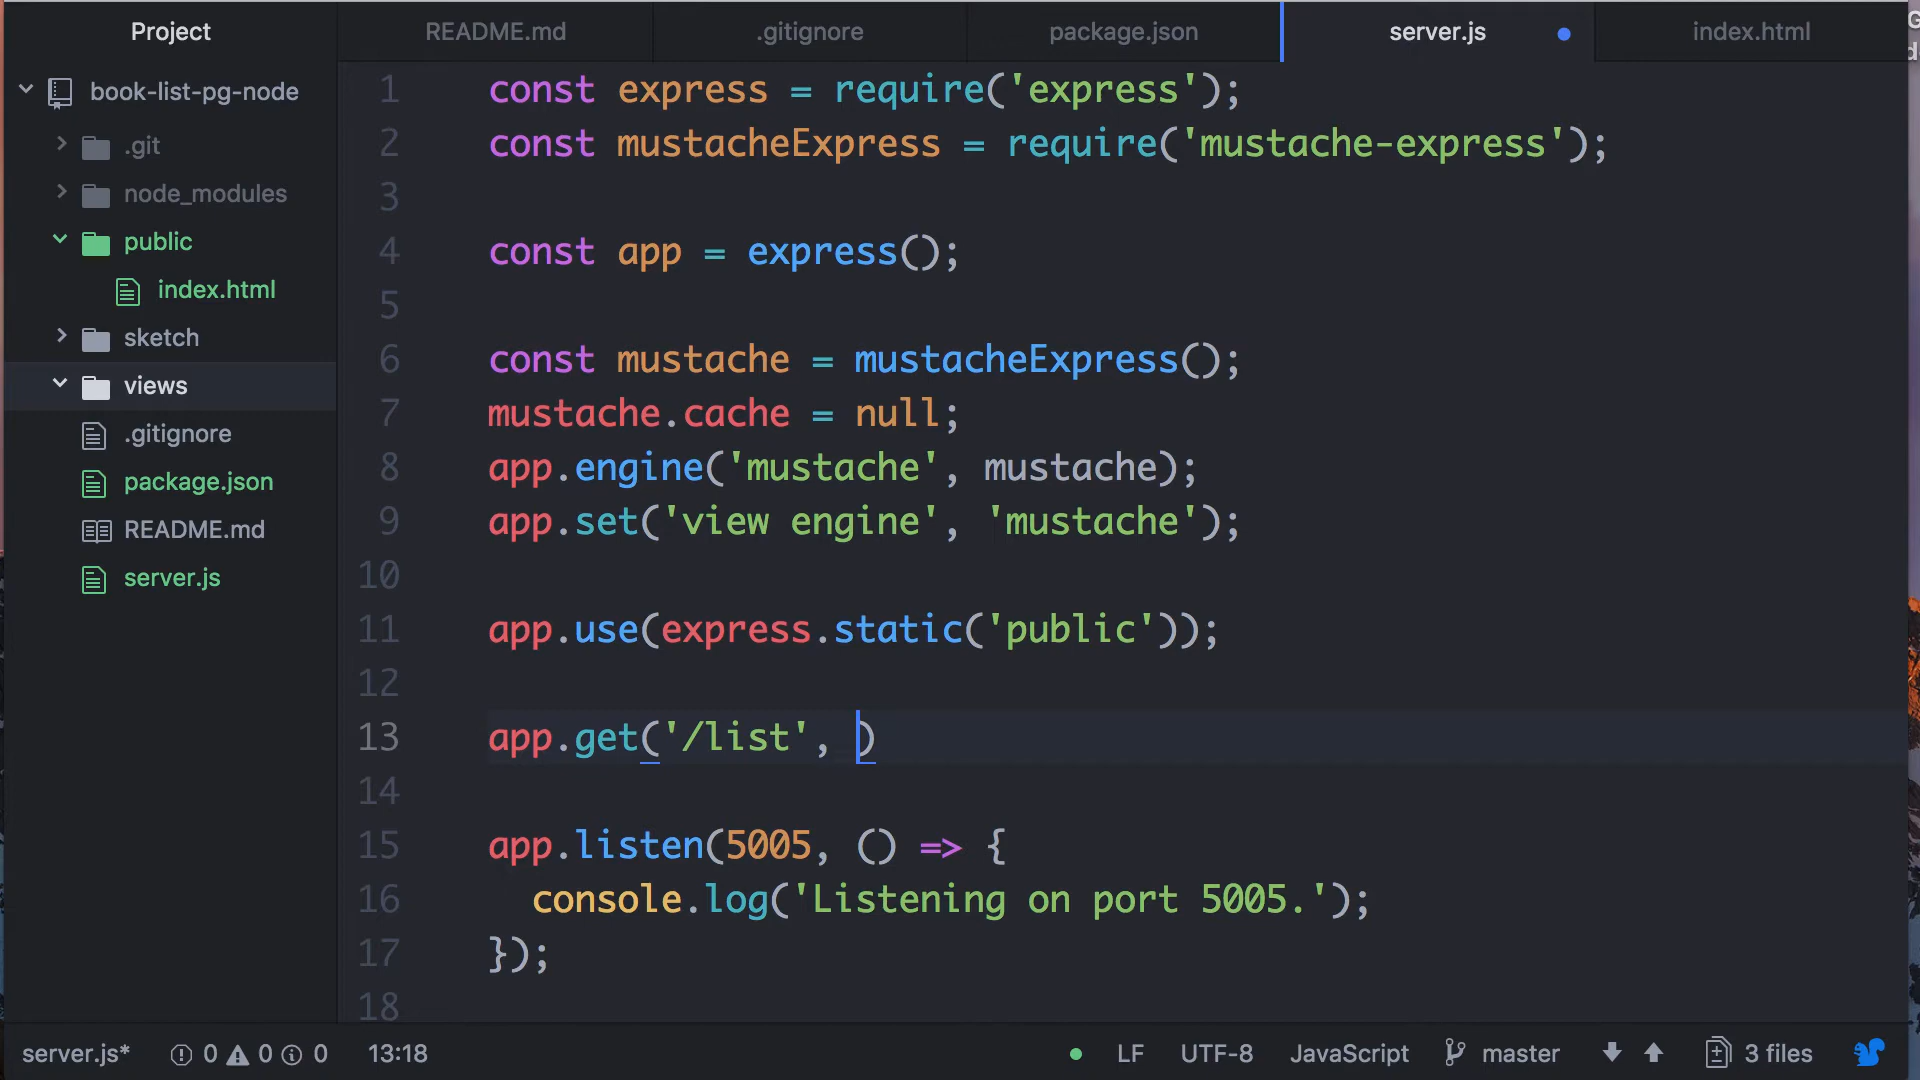 Project
README.md
.gitignore
package.json
server.js
index.html
book-list-pg-node
.git
node_modules
public
index.html
sketch
views
.gitignore
package.json
README.md
server.js
1 const express = require('express');
2 const mustacheExpress = require('mustache-express');
3
4 const app = express();
5
6 const mustache = mustacheExpress();
7 mustache.cache = null;
8 app.engine('mustache', mustache);
9 app.set('view engine', 'mustache');
10
11 app.use(express.static('public'));
12
13 app.get('/list', )
14
15 app.listen(5005, () => {
16   console.log('Listening on port 5005.');
17 });
18
server.js* 0 0 0 13:18 LF UTF-8 JavaScript master 3 files